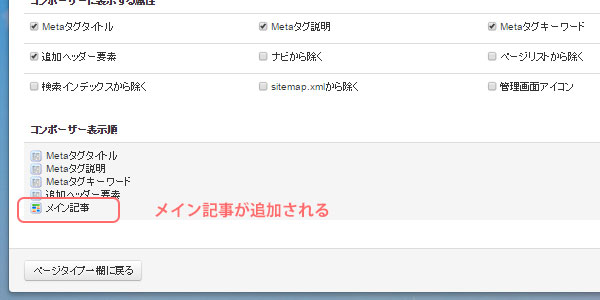 コンポーザーに表示する属性
Metaタグタイトル Metaタグ説明 Metaタグキーワード
追加ヘッダー要素 ナビから除く ページリストから除く
検索インデックスから除く sitemap.xmlから除く 管理画面アイコン
コンポーザー表示順
Metaタグタイトル
Metaタグ説明
Metaタグキーワード
追加ヘッダー要素
メイン記事 メイン記事が追加される
ページタイプ一覧に戻る